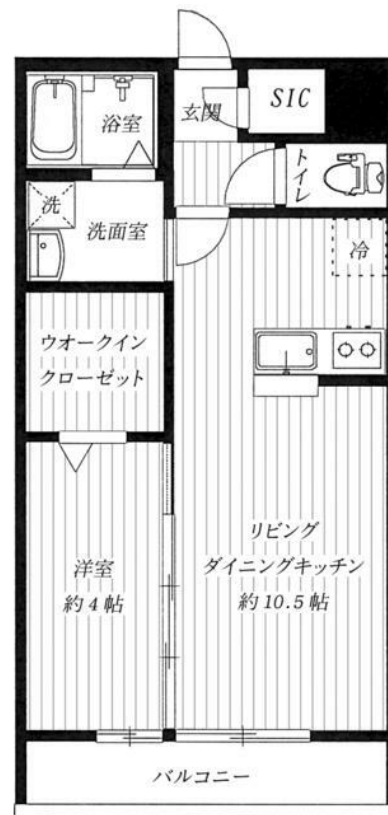 浴室
玄関
SIC
トイレ
洗
洗面室
冷
ウオークイン
クローゼット
リビング
ダイニングキッチン
約10.5帖
洋室
約4帖
バルコニー